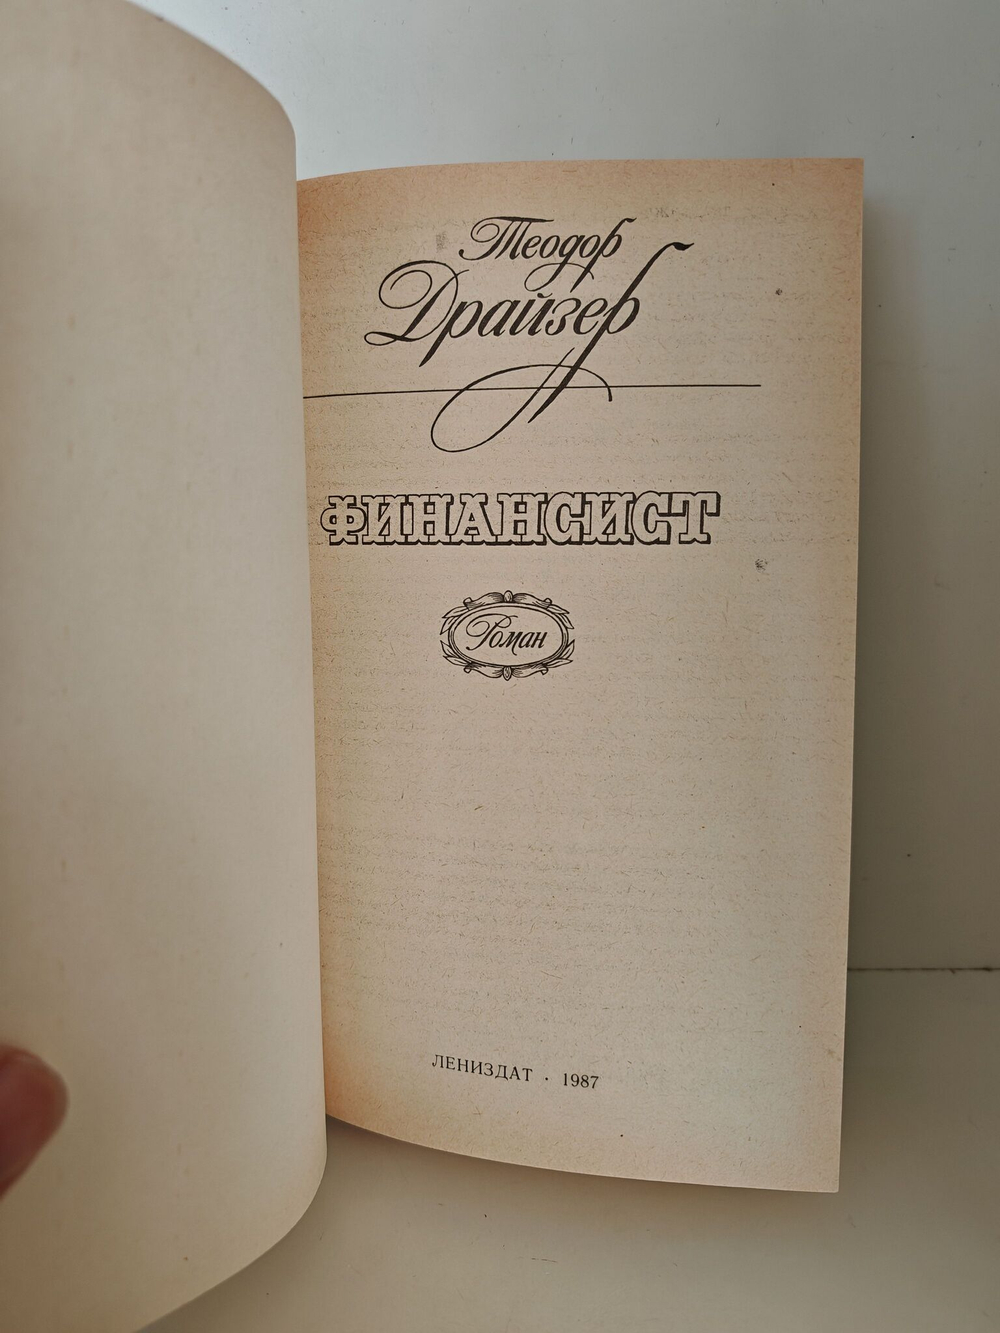 Теодор
Драйзер
ФИНАНСИСТ
Роман
ЛЕНИЗДАТ · 1987